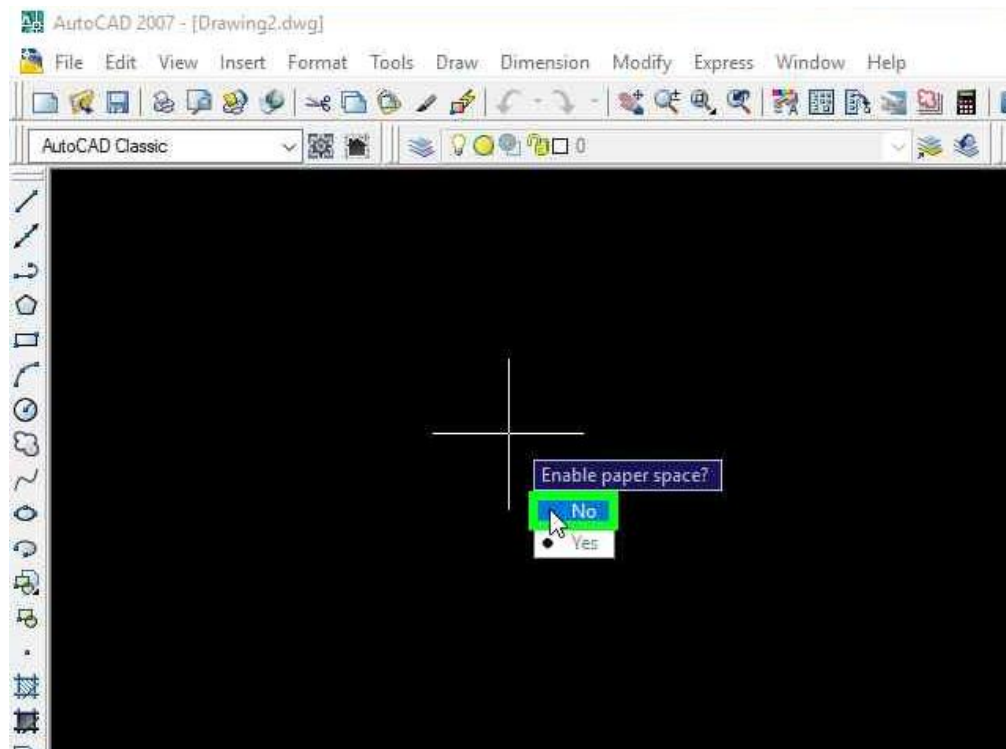 AutoCAD 2007 - [Drawing2.dwg]
File Edit View Insert Format Tools Draw Dimension Modify Express Window Help
AutoCAD Classic 0
Enable paper space?
No
Yes